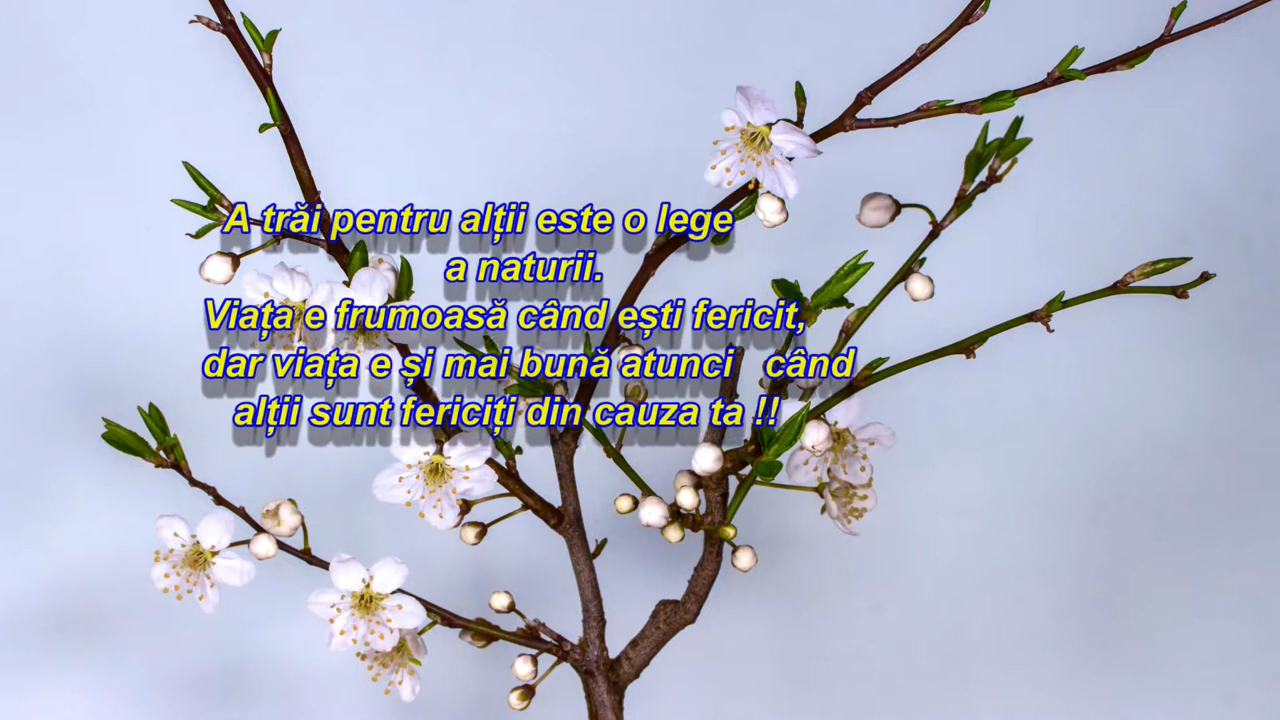 A trăi pentru alții este o lege
a naturii.
Viața e frumoasă când ești fericit,
dar viața e și mai bună atunci când
alții sunt fericiți din cauza ta !!